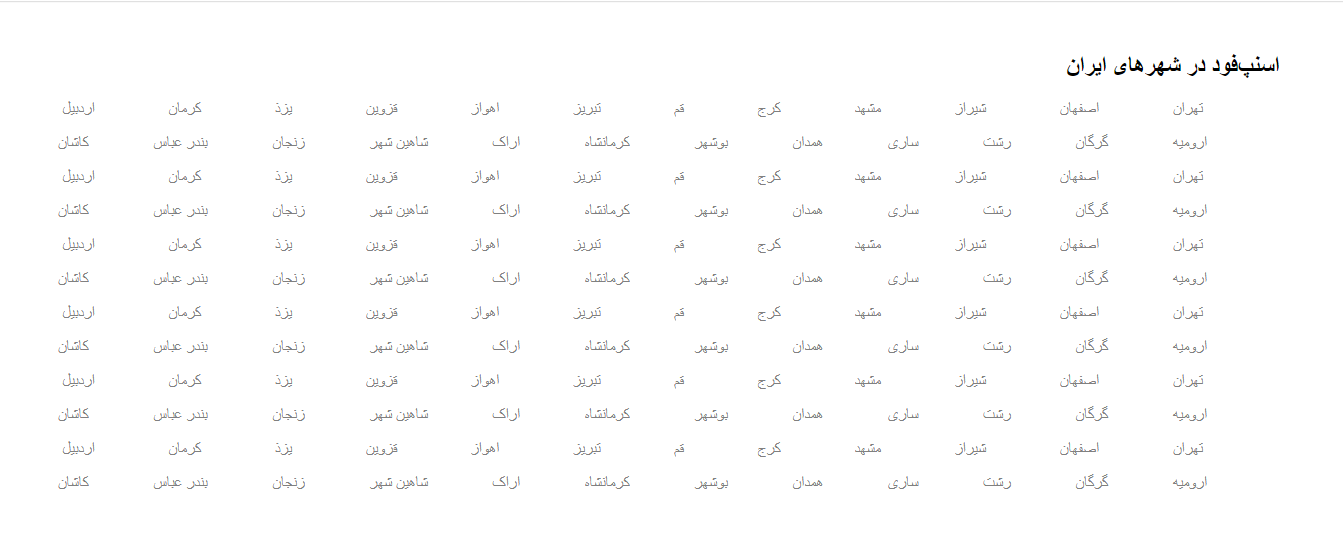 اسنپ‌فود در شهرهای ایران
تهران اصفهان شیراز مشهد کرج قم تبریز اهواز قزوین یزد کرمان اردبیل
ارومیه گرگان رشت ساری همدان بوشهر کرمانشاه اراک شاهین شهر زنجان بندر عباس کاشان
تهران اصفهان شیراز مشهد کرج قم تبریز اهواز قزوین یزد کرمان اردبیل
ارومیه گرگان رشت ساری همدان بوشهر کرمانشاه اراک شاهین شهر زنجان بندر عباس کاشان
تهران اصفهان شیراز مشهد کرج قم تبریز اهواز قزوین یزد کرمان اردبیل
ارومیه گرگان رشت ساری همدان بوشهر کرمانشاه اراک شاهین شهر زنجان بندر عباس کاشان
تهران اصفهان شیراز مشهد کرج قم تبریز اهواز قزوین یزد کرمان اردبیل
ارومیه گرگان رشت ساری همدان بوشهر کرمانشاه اراک شاهین شهر زنجان بندر عباس کاشان
تهران اصفهان شیراز مشهد کرج قم تبریز اهواز قزوین یزد کرمان اردبیل
ارومیه گرگان رشت ساری همدان بوشهر کرمانشاه اراک شاهین شهر زنجان بندر عباس کاشان
تهران اصفهان شیراز مشهد کرج قم تبریز اهواز قزوین یزد کرمان اردبیل
ارومیه گرگان رشت ساری همدان بوشهر کرمانشاه اراک شاهین شهر زنجان بندر عباس کاشان